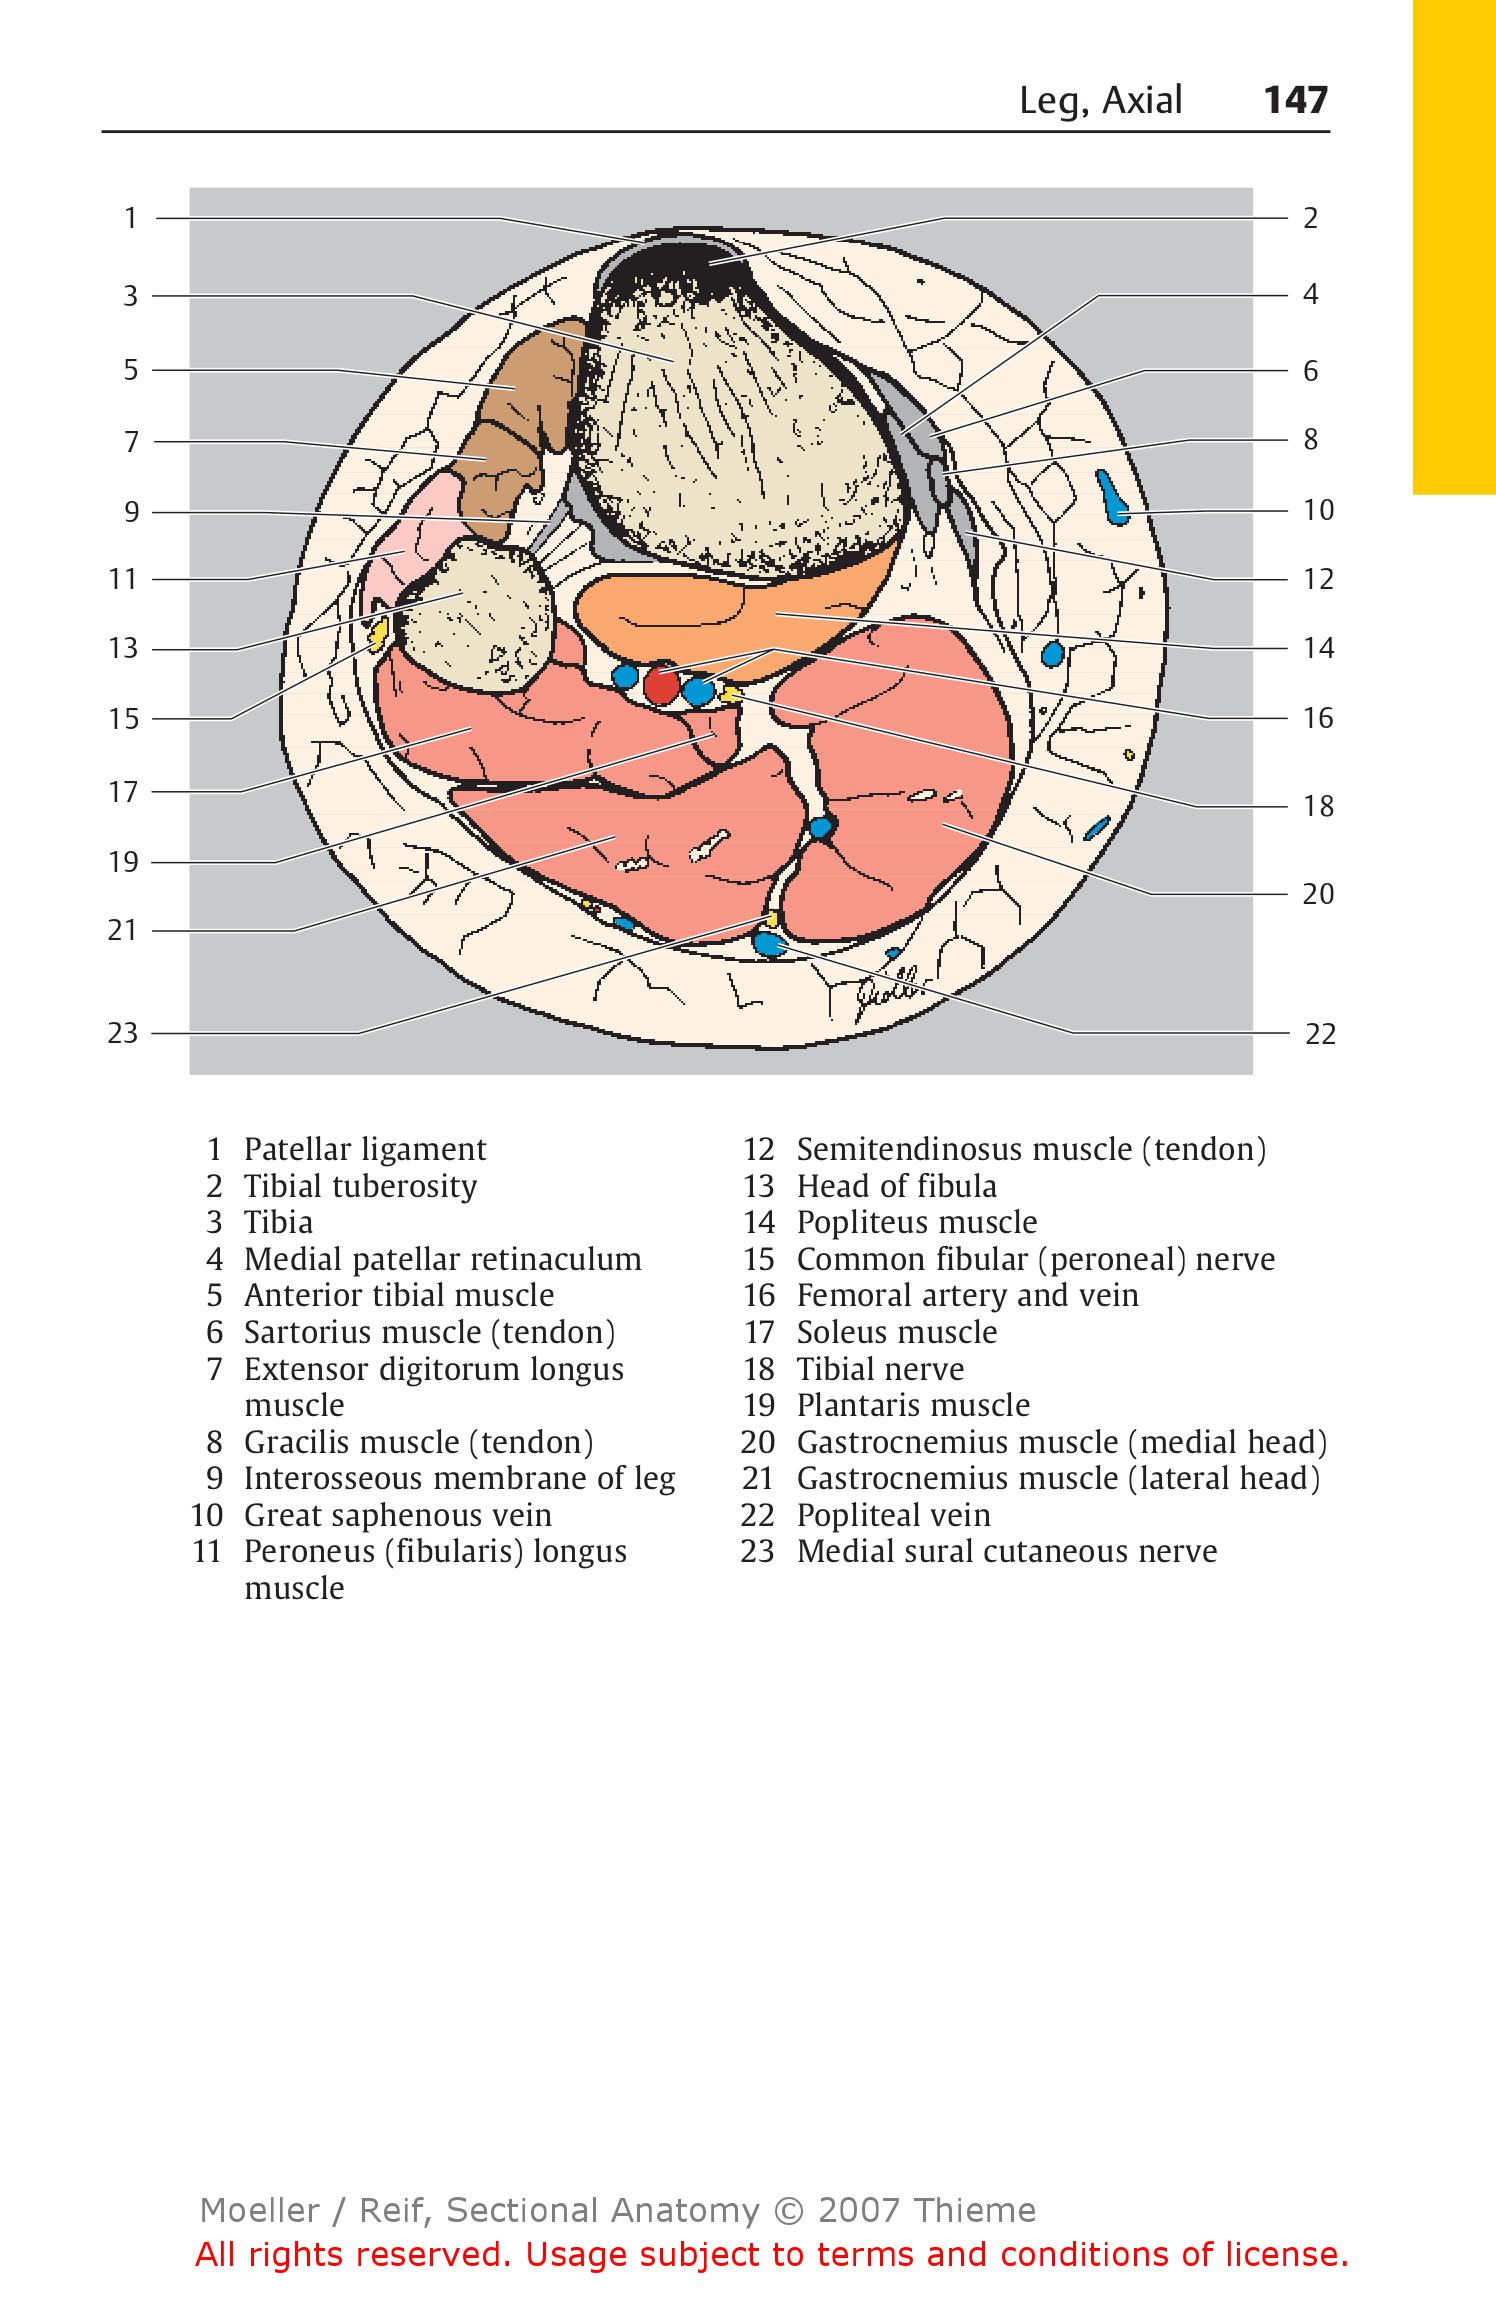 Leg, Axial 147
1
2
3
4
5
6
7
8
9
10
11
12
13
14
15
16
17
18
19
20
21
22
23
1 Patellar ligament
2 Tibial tuberosity
3 Tibia
4 Medial patellar retinaculum
5 Anterior tibial muscle
6 Sartorius muscle (tendon)
7 Extensor digitorum longus
muscle
8 Gracilis muscle (tendon)
9 Interosseous membrane of leg
10 Great saphenous vein
11 Peroneus (fibularis) longus
muscle
12 Semitendinosus muscle (tendon)
13 Head of fibula
14 Popliteus muscle
15 Common fibular (peroneal) nerve
16 Femoral artery and vein
17 Soleus muscle
18 Tibial nerve
19 Plantaris muscle
20 Gastrocnemius muscle (medial head)
21 Gastrocnemius muscle (lateral head)
22 Popliteal vein
23 Medial sural cutaneous nerve
Moeller / Reif, Sectional Anatomy © 2007 Thieme
All rights reserved. Usage subject to terms and conditions of license.